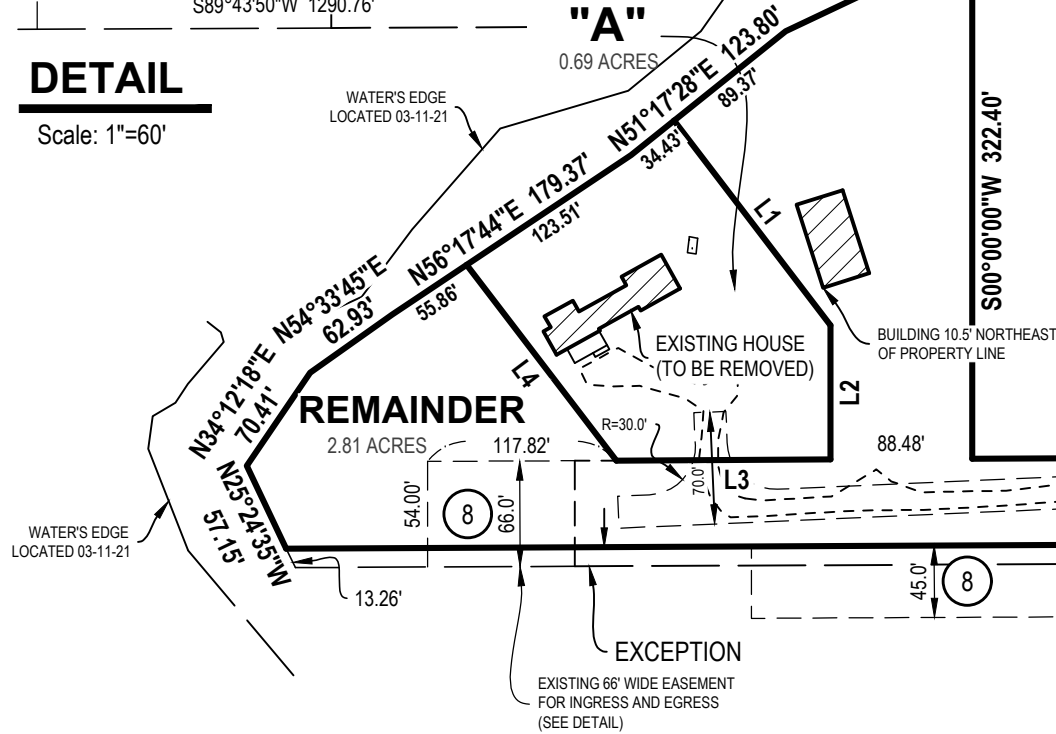 S89°43'50"W 1290.76'
"A"
0.69 ACRES
DETAIL
Scale: 1"=60'
WATER'S EDGE
LOCATED 03-11-21
N51°17'28"E 123.80'
89.37'
34.43'
S00°00'00"W 322.40'
N56°17'44"E 179.37'
123.51'
55.86'
L1
N54°33'45"E
62.93'
BUILDING 10.5' NORTHEAST
OF PROPERTY LINE
EXISTING HOUSE
(TO BE REMOVED)
L4
L2
N34°12'18"E
70.41'
REMAINDER
2.81 ACRES
117.82'
R=30.0'
88.48'
L3
70.0'
54.00'
8
66.0'
N25°24'35"W
57.15'
WATER'S EDGE
LOCATED 03-11-21
13.26'
45.0'
8
EXCEPTION
EXISTING 66' WIDE EASEMENT
FOR INGRESS AND EGRESS
(SEE DETAIL)